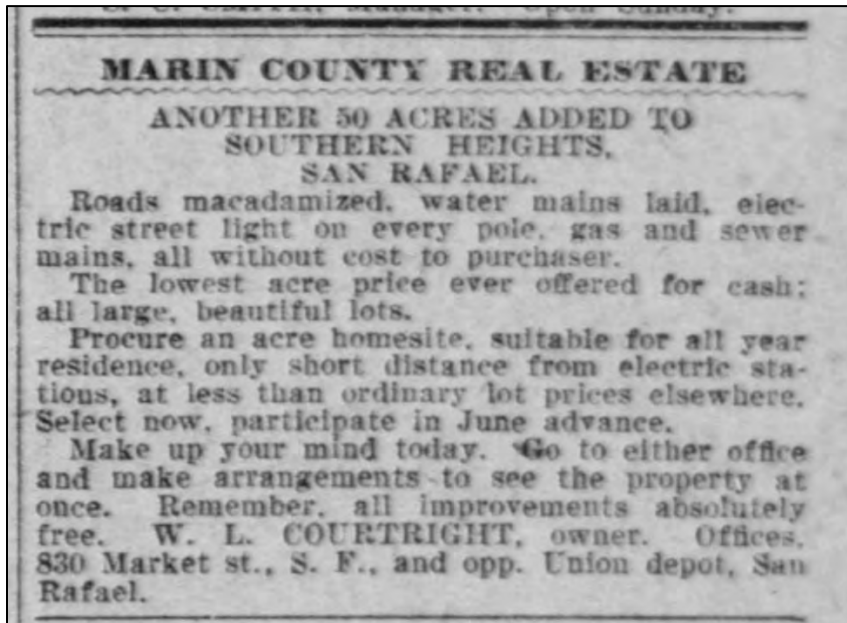 S. C. SMITH, Manager. Open Sunday.
MARIN COUNTY REAL ESTATE
ANOTHER 50 ACRES ADDED TO
SOUTHERN HEIGHTS,
SAN RAFAEL.
Roads macadamized, water mains laid, elec-
tric street light on every pole, gas and sewer
mains, all without cost to purchaser.
The lowest acre price ever offered for cash;
all large, beautiful lots.
Procure an acre homesite, suitable for all year
residence, only short distance from electric sta-
tions, at less than ordinary lot prices elsewhere.
Select now, participate in June advance.
Make up your mind today. Go to either office
and make arrangements to see the property at
once. Remember, all improvements absolutely
free. W. L. COURTRIGHT, owner. Offices,
830 Market st., S. F., and opp. Union depot, San
Rafael.